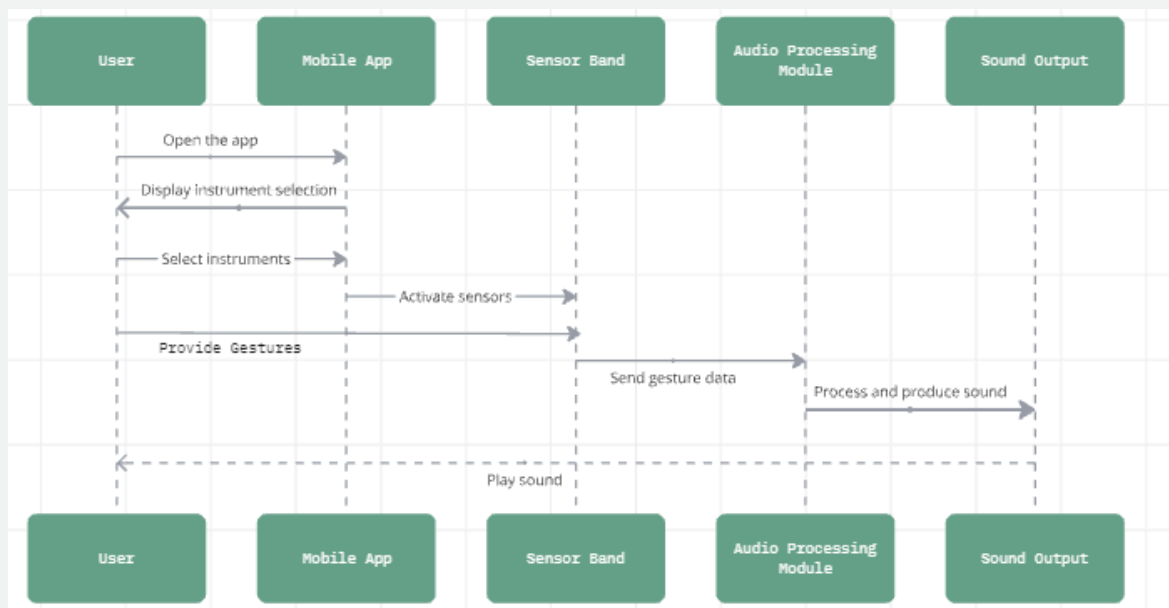 User
Mobile App
Sensor Band
Audio Processing
Module
Sound Output
Open the app
Display instrument selection
Select instruments
Activate sensors
Provide Gestures
Send gesture data
Process and produce sound
Play sound
User
Mobile App
Sensor Band
Audio Processing
Module
Sound Output